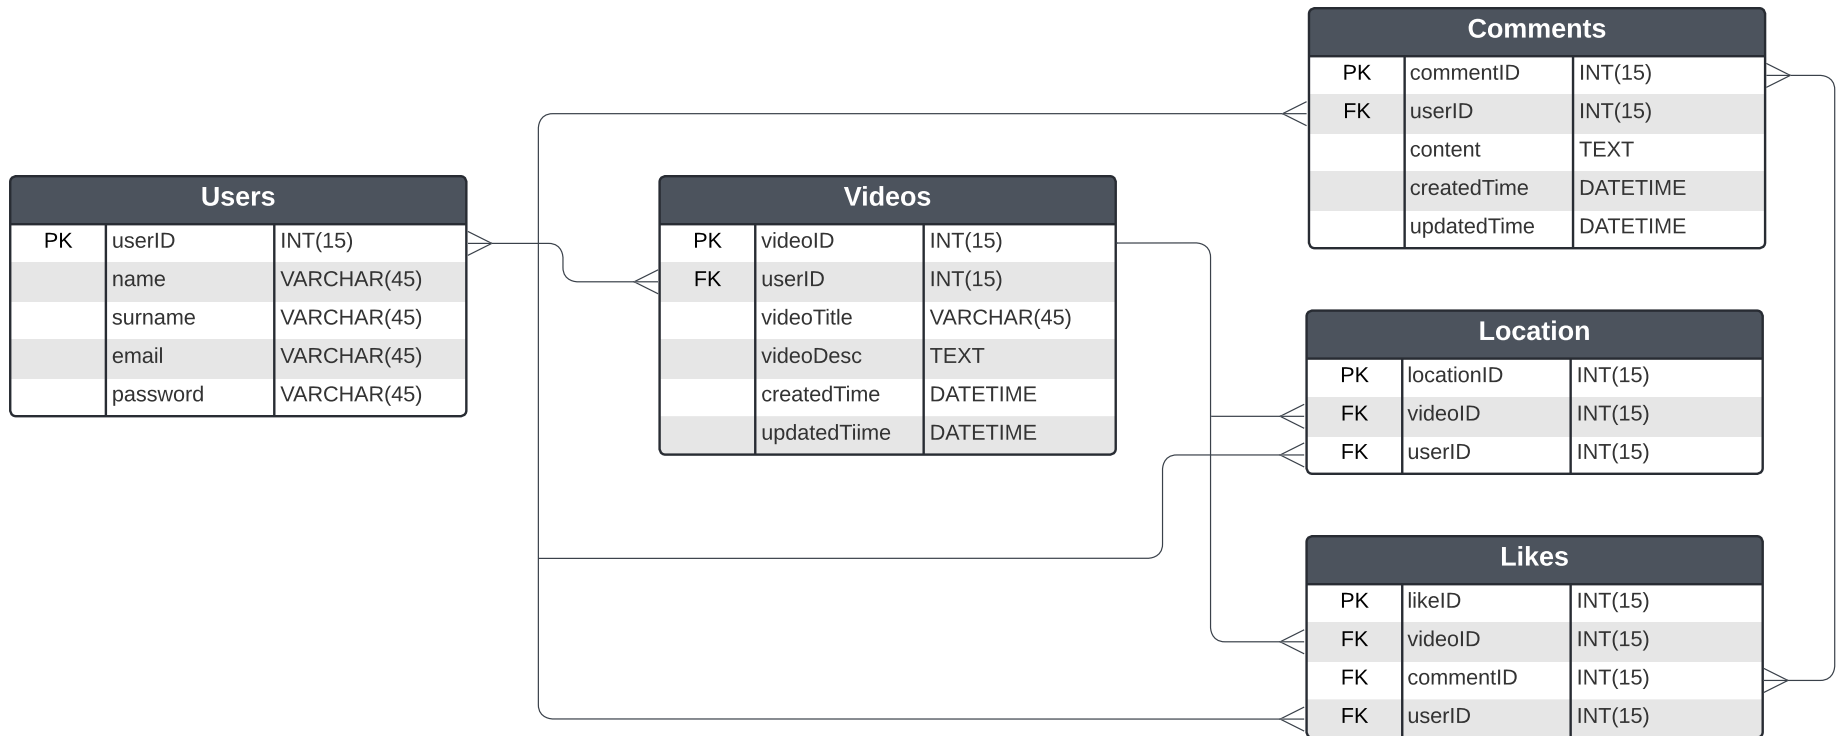 Users
PK userID INT(15)
name VARCHAR(45)
surname VARCHAR(45)
email VARCHAR(45)
password VARCHAR(45)
Videos
PK videoID INT(15)
FK userID INT(15)
videoTitle VARCHAR(45)
videoDesc TEXT
createdTime DATETIME
updatedTiime DATETIME
Comments
PK commentID INT(15)
FK userID INT(15)
content TEXT
createdTime DATETIME
updatedTime DATETIME
Location
PK locationID INT(15)
FK videoID INT(15)
FK userID INT(15)
Likes
PK likeID INT(15)
FK videoID INT(15)
FK commentID INT(15)
FK userID INT(15)